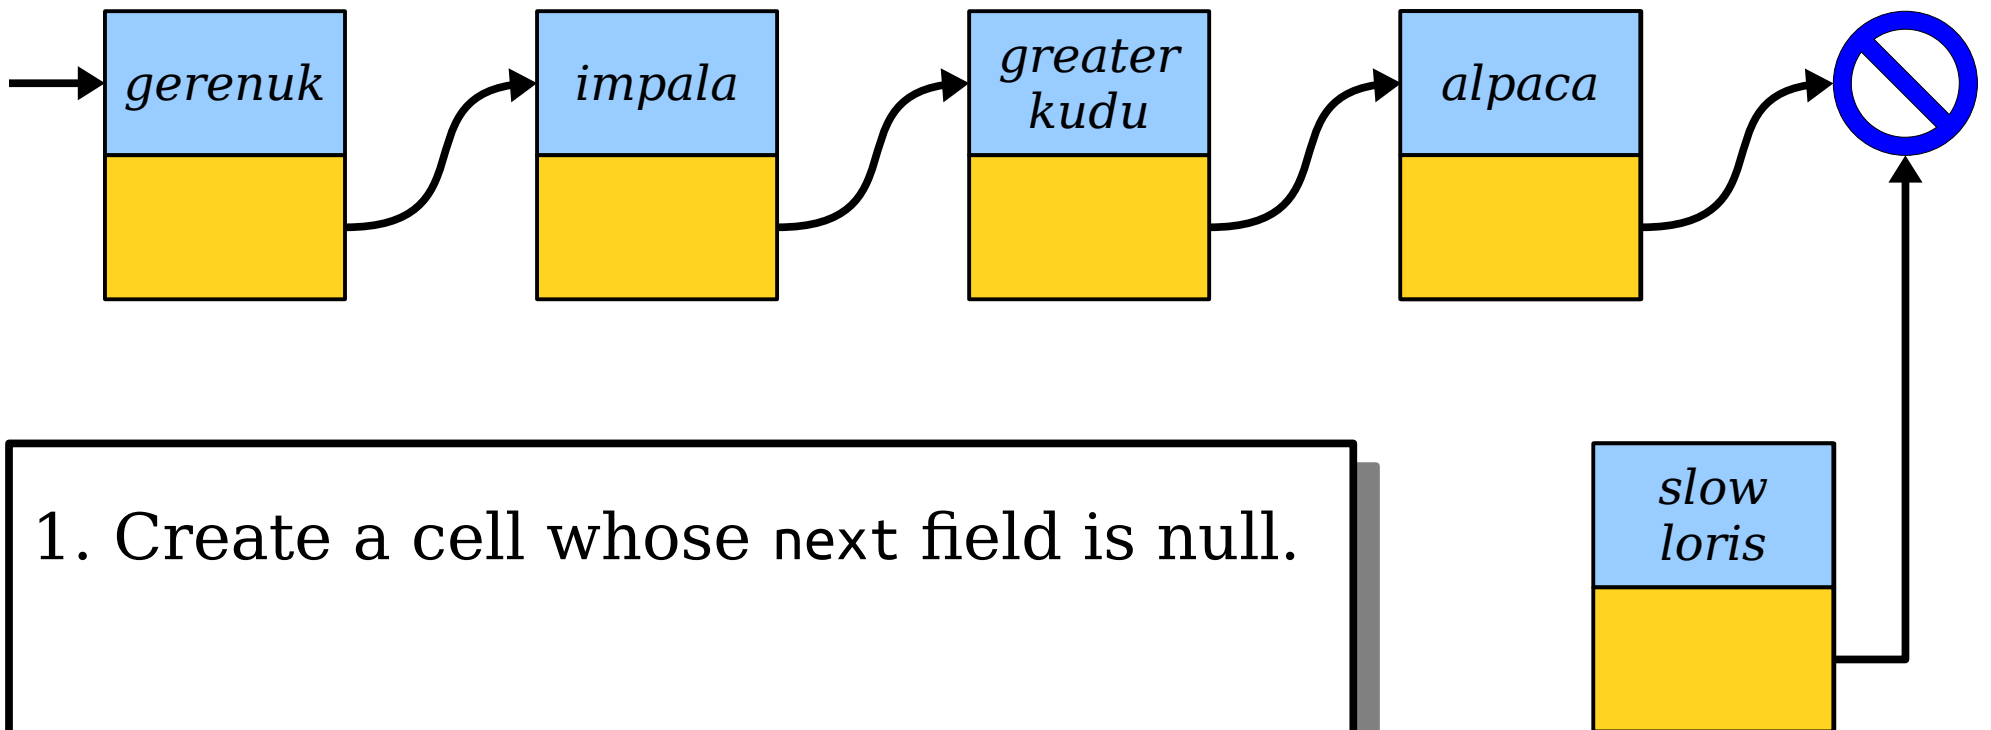 gerenuk
impala
greater
kudu
alpaca
1. Create a cell whose next field is null.
slow
loris